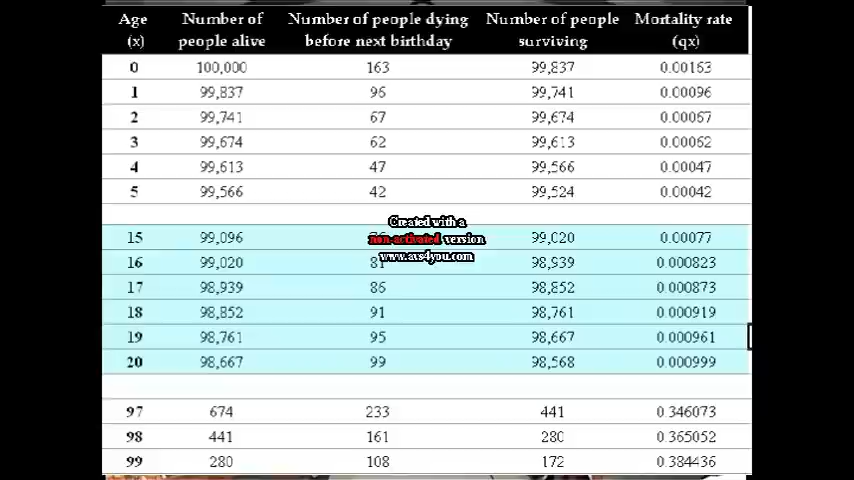 Age Number of Number of people dying Number of people Mortality rate
(x) people alive before next birthday surviving (qx)
0 100,000 163 99,837 0.00163
1 99,837 96 99,741 0.00096
2 99,741 67 99,674 0.00067
3 99,674 62 99,613 0.00062
4 99,613 47 99,566 0.00047
5 99,566 42 99,524 0.00042
Created with a
15 99,096 99,020 0.00077
non-activated version
www.avs4you.com
16 99,020 81 98,939 0.000823
17 98,939 86 98,852 0.000873
18 98,852 91 98,761 0.000919
19 98,761 95 98,667 0.000961
20 98,667 99 98,568 0.000999
97 674 233 441 0.346073
98 441 161 280 0.365052
99 280 108 172 0.384436